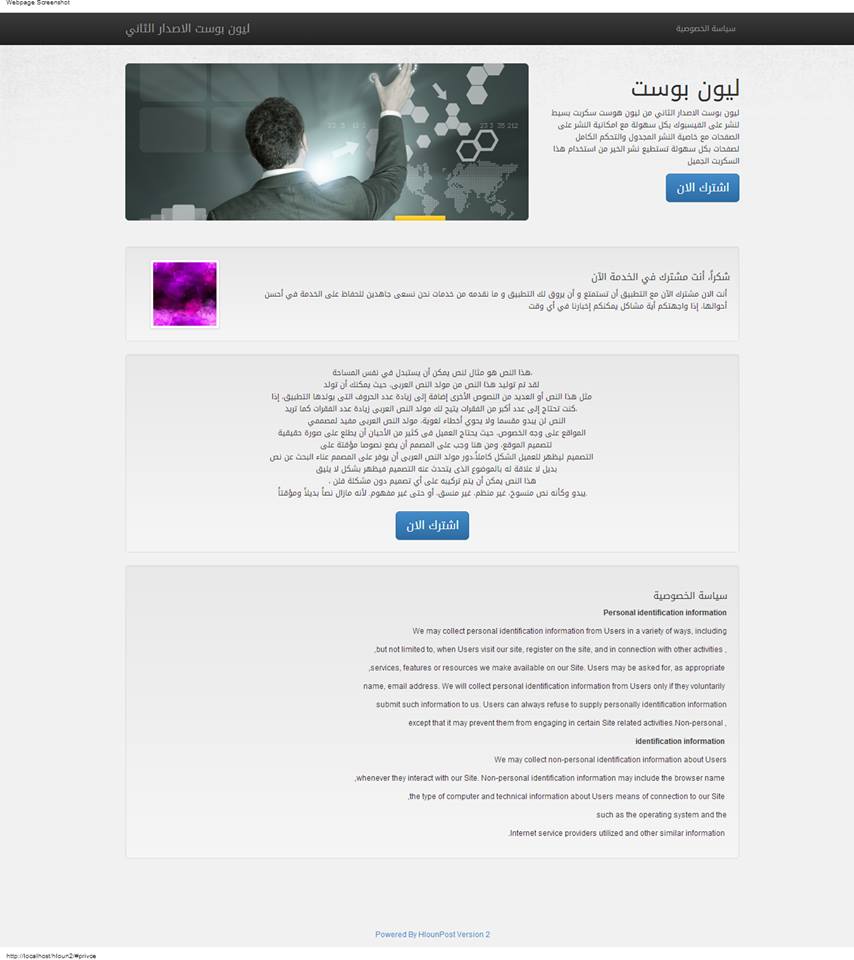 Webpage Screenshot
ليون بوست الاصدار الثاني
سياسة الخصوصية
ليون بوست
ليون بوست الاصدار الثاني من ليون هوست سكربت بسيط
لنشر على الفيسبوك بكل سهولة مع امكانية النشر على
الصفحات مع خاصية النشر المجدول والتحكم الكامل
لصفحات بكل سهولة تستطيع نشر الخير من استخدام هذا
السكربت الجميل
اشترك الان
شكراً، أنت مشترك في الخدمة الآن
أنت الان مشترك الآن مع التطبيق أن تستمتع و أن يروق لك التطبيق و ما نقدمه من خدمات نحن نسعى جاهدين للحفاظ على الخدمة في أحسن
أحوالها، إذا واجهتكم أية مشاكل يمكنكم إخبارنا في أي وقت
.هذا النص هو مثال لنص يمكن أن يستبدل في نفس المساحة
لقد تم توليد هذا النص من مولد النص العربى، حيث يمكنك أن تولد
مثل هذا النص أو العديد من النصوص الأخرى إضافة إلى زيادة عدد الحروف التى يولدها التطبيق، إذا
.كنت تحتاج إلى عدد أكبر من الفقرات يتيح لك مولد النص العربى زيادة عدد الفقرات كما تريد
النص لن يبدو مقسما ولا يحوي أخطاء لغوية، مولد النص العربى مفيد لمصممي
المواقع على وجه الخصوص، حيث يحتاج العميل فى كثير من الأحيان أن يطلع على صورة حقيقية
لتصميم الموقع، ومن هنا وجب على المصمم أن يضع نصوصا مؤقتة على
التصميم ليظهر للعميل الشكل كاملاً،دور مولد النص العربى أن يوفر على المصمم عناء البحث عن نص
بديل لا علاقة له بالموضوع الذى يتحدث عنه التصميم فيظهر بشكل لا يليق
هذا النص يمكن أن يتم تركيبه على أي تصميم دون مشكلة فلن ،
.يبدو وكأنه نص منسوخ، غير منظم، غير منسق، أو حتى غير مفهوم. لأنه مازال نصاً بديلاً ومؤقتاً
اشترك الان
سياسة الخصوصية
Personal identification information
We may collect personal identification information from Users in a variety of ways, including
,but not limited to, when Users visit our site, register on the site, and in connection with other activities ,
,services, features or resources we make available on our Site. Users may be asked for, as appropriate
name, email address. We will collect personal identification information from Users only if they voluntarily
submit such information to us. Users can always refuse to supply personally identification information
except that it may prevent them from engaging in certain Site related activities.Non-personal ,
identification information
We may collect non-personal identification information about Users
,whenever they interact with our Site. Non-personal identification information may include the browser name
,the type of computer and technical information about Users means of connection to our Site
such as the operating system and the
.Internet service providers utilized and other similar information
Powered By HlounPost Version 2
http://localhost/hloun2/#privce